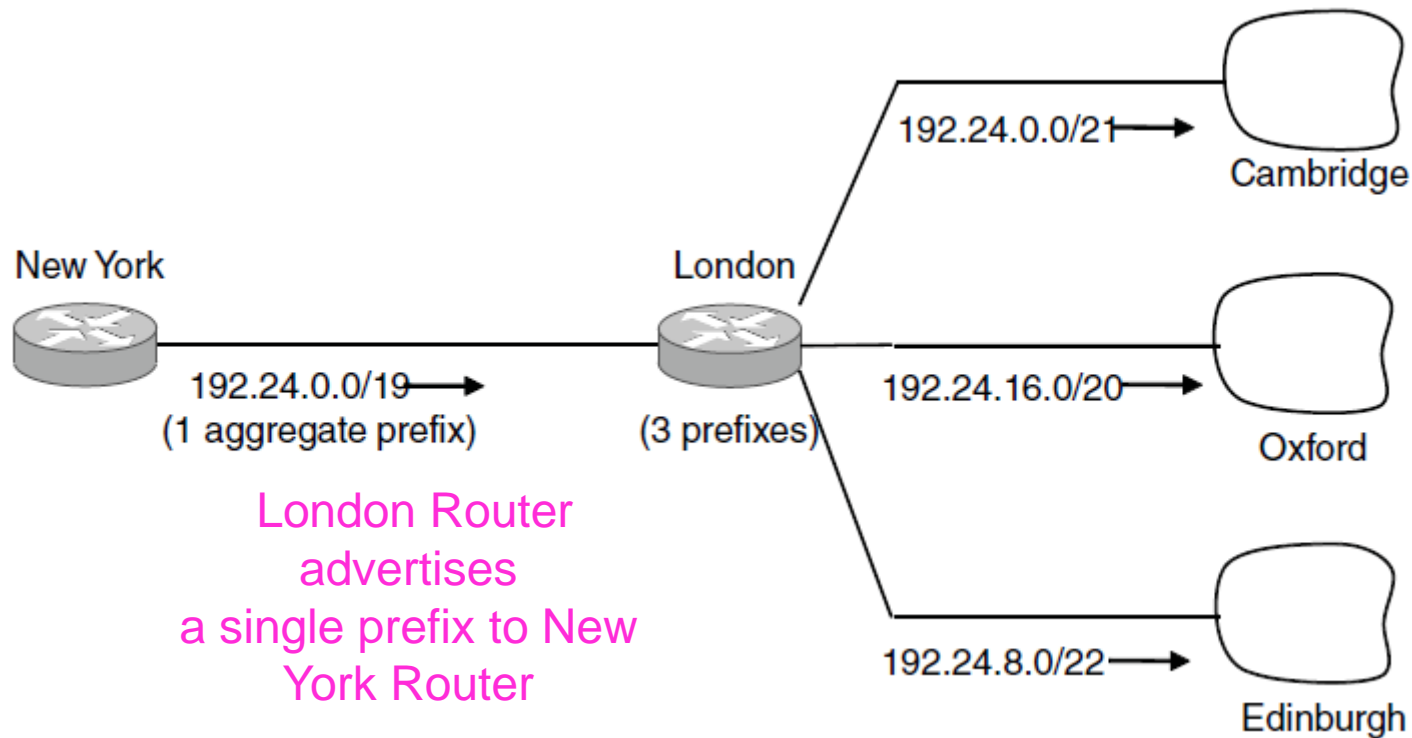 192.24.0.0/21
Cambridge
New York
London
192.24.0.0/19
(1 aggregate prefix)
(3 prefixes)
192.24.16.0/20
Oxford
London Router
advertises
a single prefix to New
York Router
192.24.8.0/22
Edinburgh